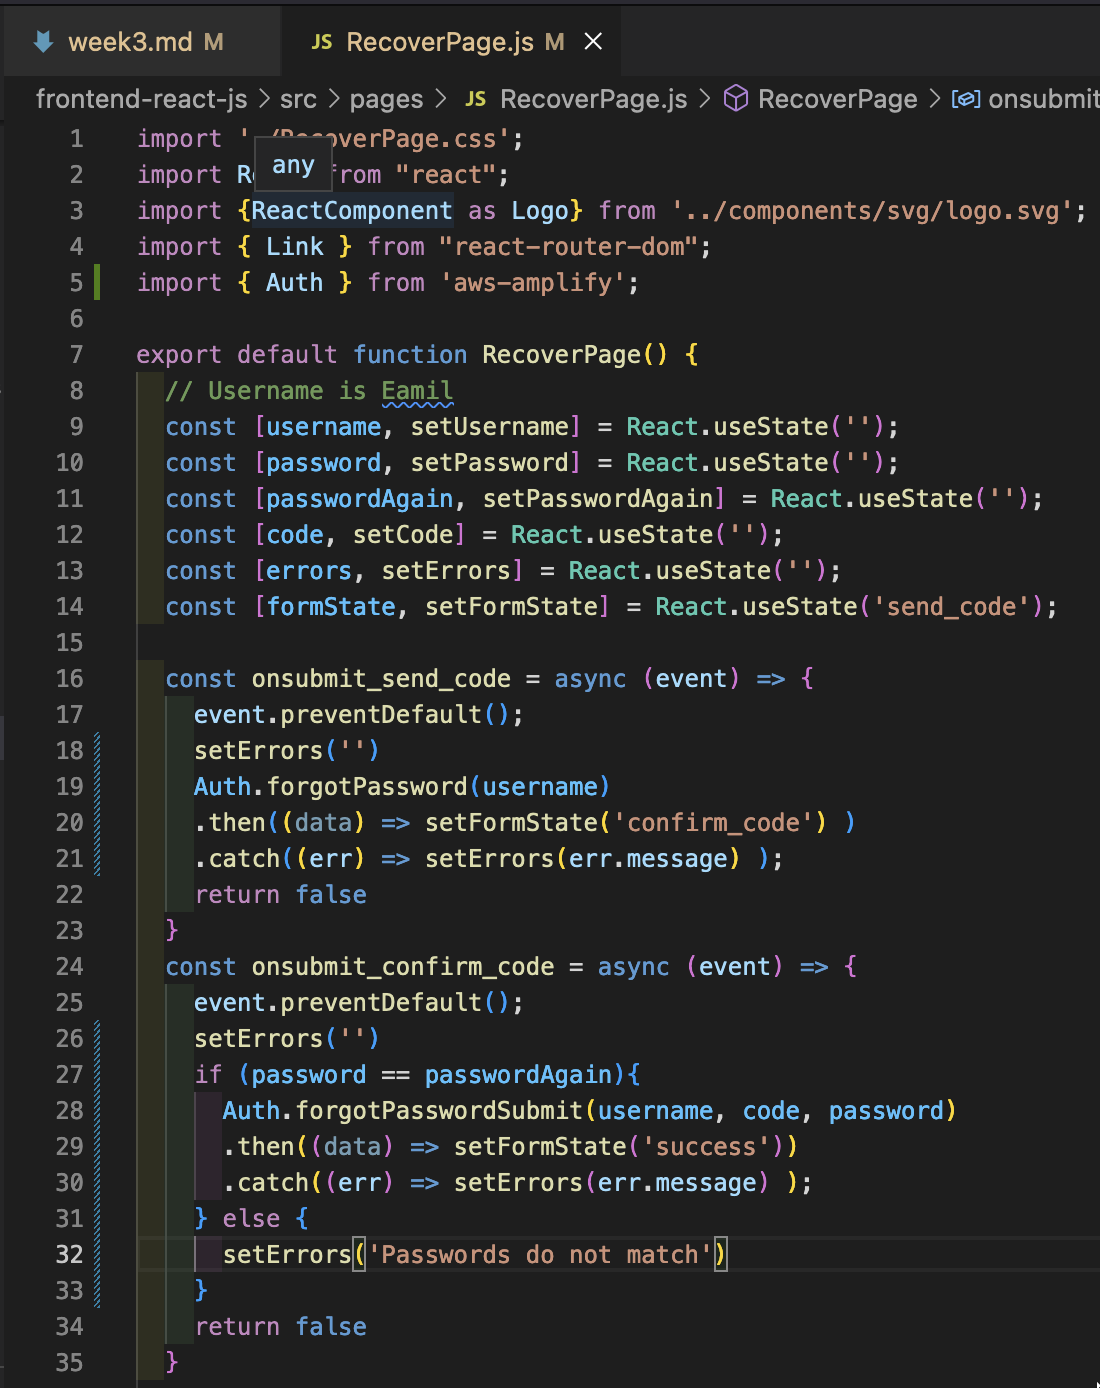 week3.md M
JS RecoverPage.js M
frontend-react-js > src > pages > JS RecoverPage.js > RecoverPage > onsubmit
1 import './RecoverPage.css';
any
2 import from "react";
3 import {ReactComponent as Logo} from '../components/svg/logo.svg';
4 import { Link } from "react-router-dom";
5 import { Auth } from 'aws-amplify';
6
7 export default function RecoverPage() {
8 // Username is Eamil
9 const [username, setUsername] = React.useState('');
10 const [password, setPassword] = React.useState('');
11 const [passwordAgain, setPasswordAgain] = React.useState('');
12 const [code, setCode] = React.useState('');
13 const [errors, setErrors] = React.useState('');
14 const [formState, setFormState] = React.useState('send_code');
15
16 const onsubmit_send_code = async (event) => {
17 event.preventDefault();
18 setErrors('')
19 Auth.forgotPassword(username)
20 .then((data) => setFormState('confirm_code') )
21 .catch((err) => setErrors(err.message) );
22 return false
23 }
24 const onsubmit_confirm_code = async (event) => {
25 event.preventDefault();
26 setErrors('')
27 if (password == passwordAgain){
28 Auth.forgotPasswordSubmit(username, code, password)
29 .then((data) => setFormState('success'))
30 .catch((err) => setErrors(err.message) );
31 } else {
32 setErrors('Passwords do not match')
33 }
34 return false
35 }